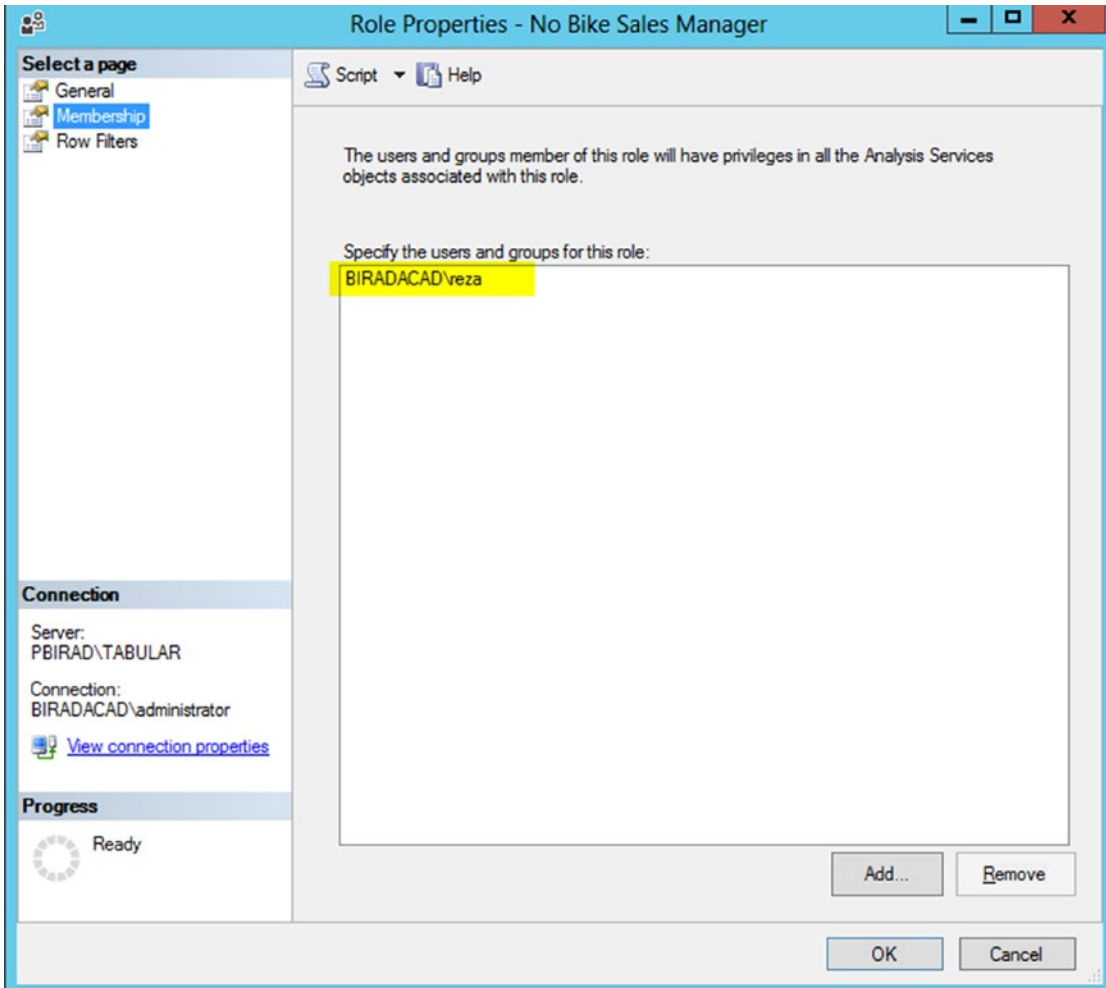 Role Properties - No Bike Sales Manager
x
Select a page
General
Membership
Row Filters
Script
Help
The users and groups member of this role will have privileges in all the Analysis Services
objects associated with this role.
Specify the users and groups for this role:
BIRADACAD\reza
Connection
Server:
PBIRAD\TABULAR
Connection:
BIRADACAD\administrator
View connection properties
Progress
Ready
Add...
Remove
OK
Cancel